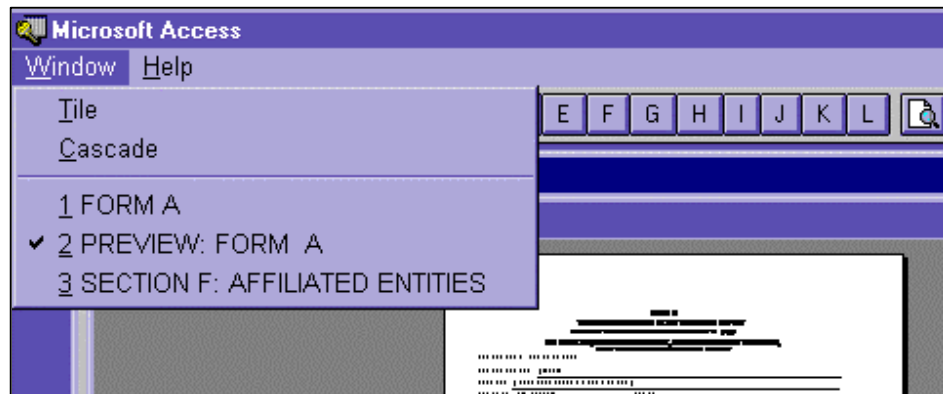 Microsoft Access
Window Help
Tile
E F G H I J K L
Cascade
1 FORM A
2 PREVIEW: FORM A
3 SECTION F: AFFILIATED ENTITIES